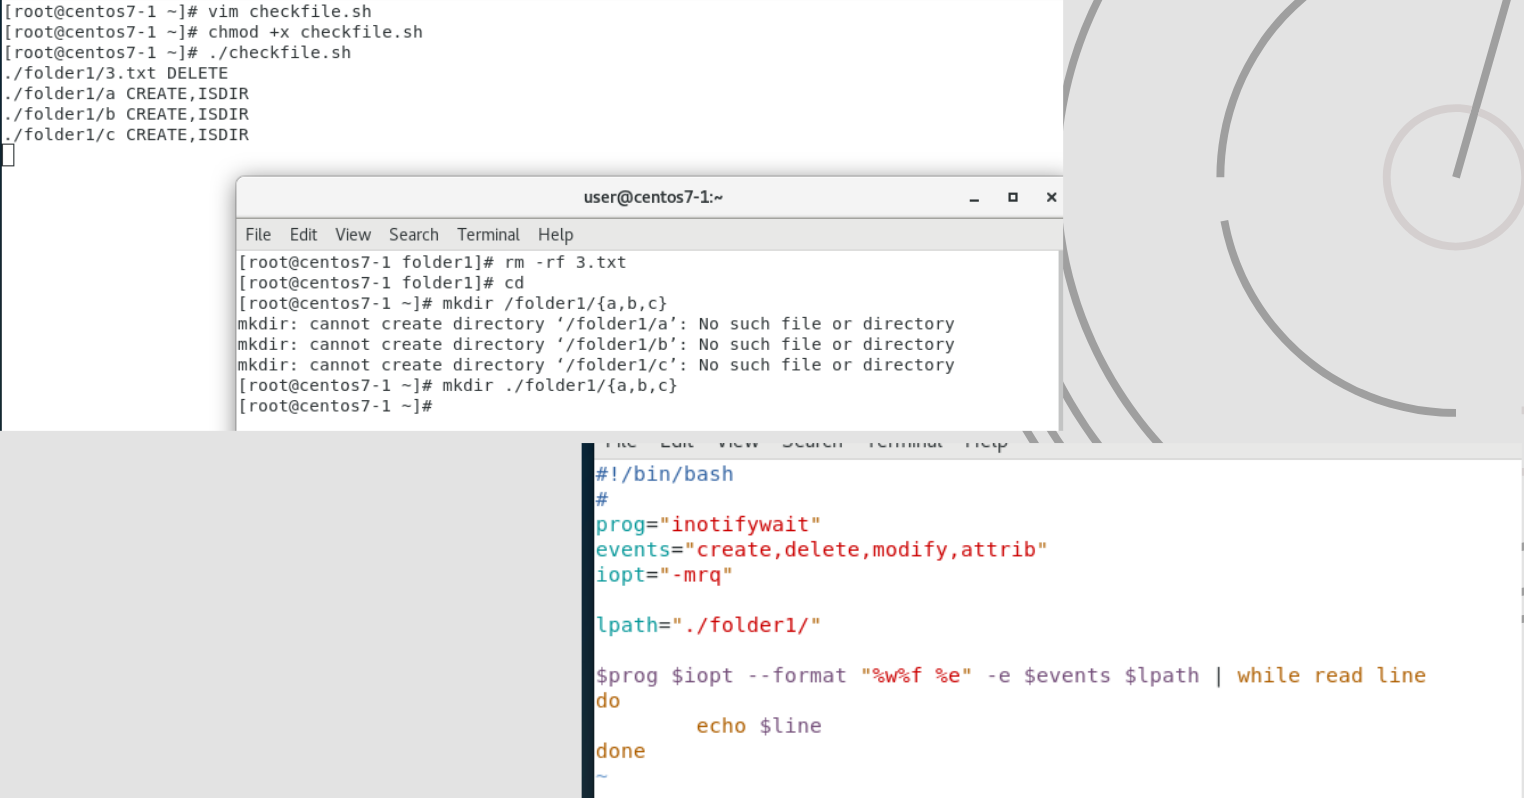 [root@centos7-1 ~]# vim checkfile.sh
[root@centos7-1 ~]# chmod +x checkfile.sh
[root@centos7-1 ~]# ./checkfile.sh
./folder1/3.txt DELETE
./folder1/a CREATE,ISDIR
./folder1/b CREATE,ISDIR
./folder1/c CREATE,ISDIR
user@centos7-1:~
File Edit View Search Terminal Help
[root@centos7-1 folder1]# rm -rf 3.txt
[root@centos7-1 folder1]# cd
[root@centos7-1 ~]# mkdir /folder1/{a,b,c}
mkdir: cannot create directory ‘/folder1/a’: No such file or directory
mkdir: cannot create directory ‘/folder1/b’: No such file or directory
mkdir: cannot create directory ‘/folder1/c’: No such file or directory
[root@centos7-1 ~]# mkdir ./folder1/{a,b,c}
[root@centos7-1 ~]#
File Edit View Search Terminal Help
#!/bin/bash
#
prog="inotifywait"
events="create,delete,modify,attrib"
iopt="-mrq"
lpath="./folder1/"
$prog $iopt --format "%w%f %e" -e $events $lpath | while read line
do
echo $line
done
~